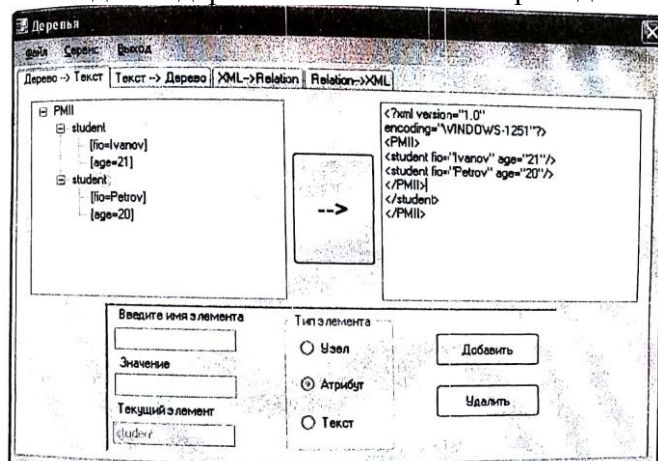 Деревья
Файл Сервис Выход
Дерево -> Текст Текст --> Дерево XML->Relation Relation->XML
PMII
student
[fio=Ivanov]
[age=21]
student
[fio=Petrov]
[age=20]
-->
<?xml version="1.0"
encoding="WINDOWS-1251"?>
<PMII>
<student fio="Ivanov" age="21"/>
<student fio="Petrov" age="20"/>
</PMII>
</student>
</PMII>
Введите имя элемента
Значение
Текущий элемент
student
Тип элемента
Узел
Атрибут
Текст
Добавить
Удалить